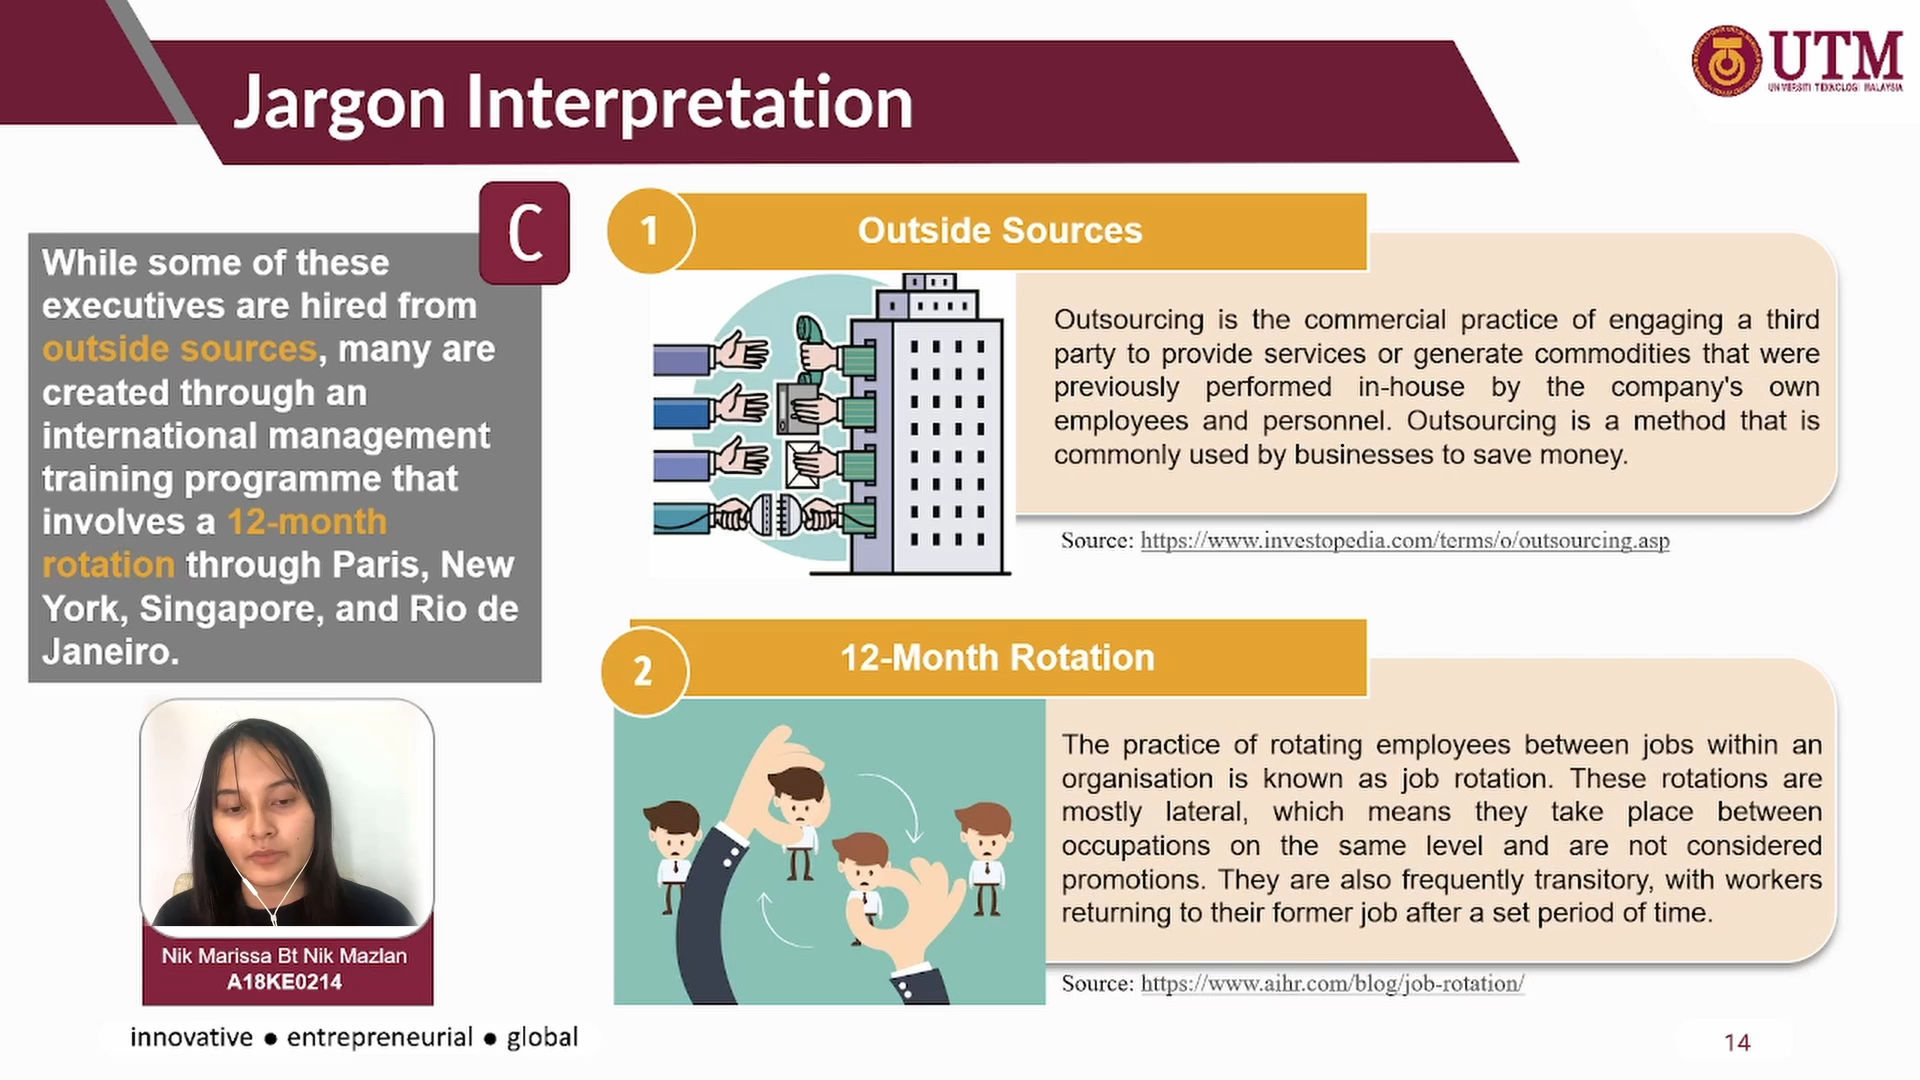 Jargon Interpretation
UTM
UNIVERSITI TEKNOLOGI MALAYSIA
C
While some of these
executives are hired from
outside sources, many are
created through an
international management
training programme that
involves a 12-month
rotation through Paris, New
York, Singapore, and Rio de
Janeiro.
Nik Marissa Bt Nik Mazlan
A18KE0214
1
Outside Sources
Outsourcing is the commercial practice of engaging a third
party to provide services or generate commodities that were
previously performed in-house by the company's own
employees and personnel. Outsourcing is a method that is
commonly used by businesses to save money.
Source: https://www.investopedia.com/terms/o/outsourcing.asp
2
12-Month Rotation
The practice of rotating employees between jobs within an
organisation is known as job rotation. These rotations are
mostly lateral, which means they take place between
occupations on the same level and are not considered
promotions. They are also frequently transitory, with workers
returning to their former job after a set period of time.
Source: https://www.aihr.com/blog/job-rotation/
innovative ● entrepreneurial ● global
14